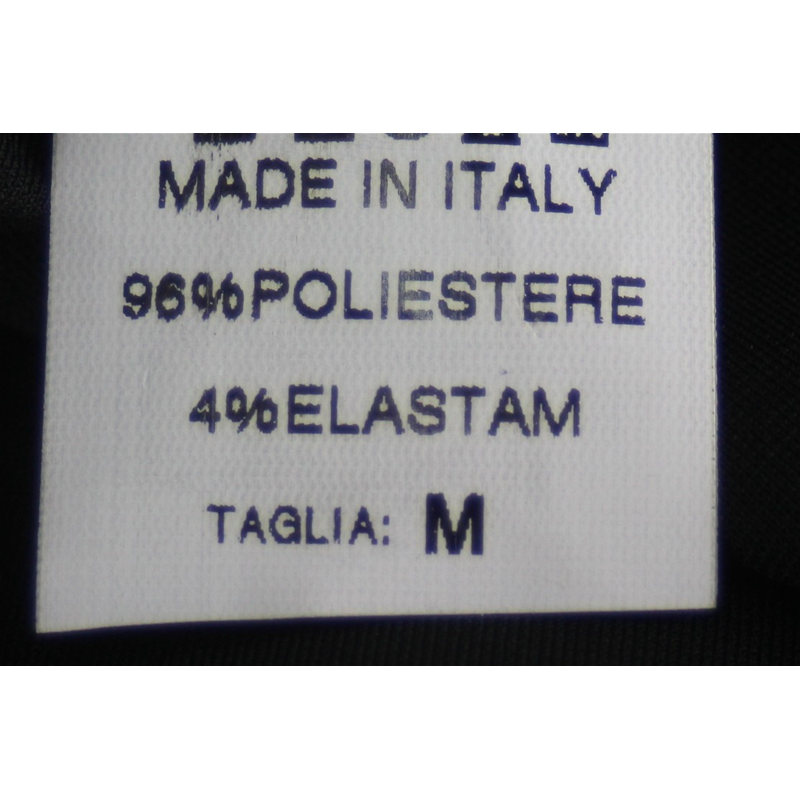 MADE IN ITALY
96%POLIESTERE
4%ELASTAM
TAGLIA: M